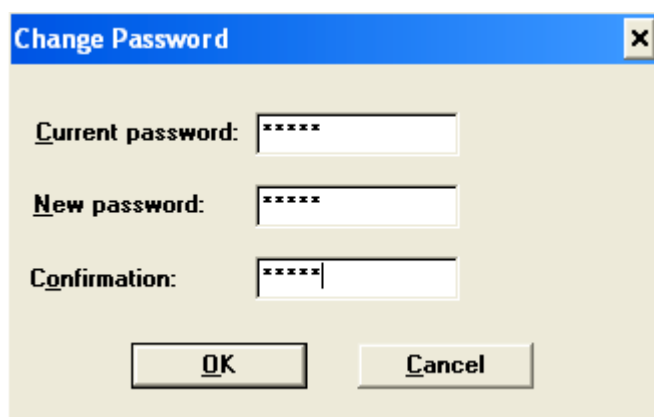 Change Password
Current password: *****
New password: *****
Confirmation: *****
OK Cancel